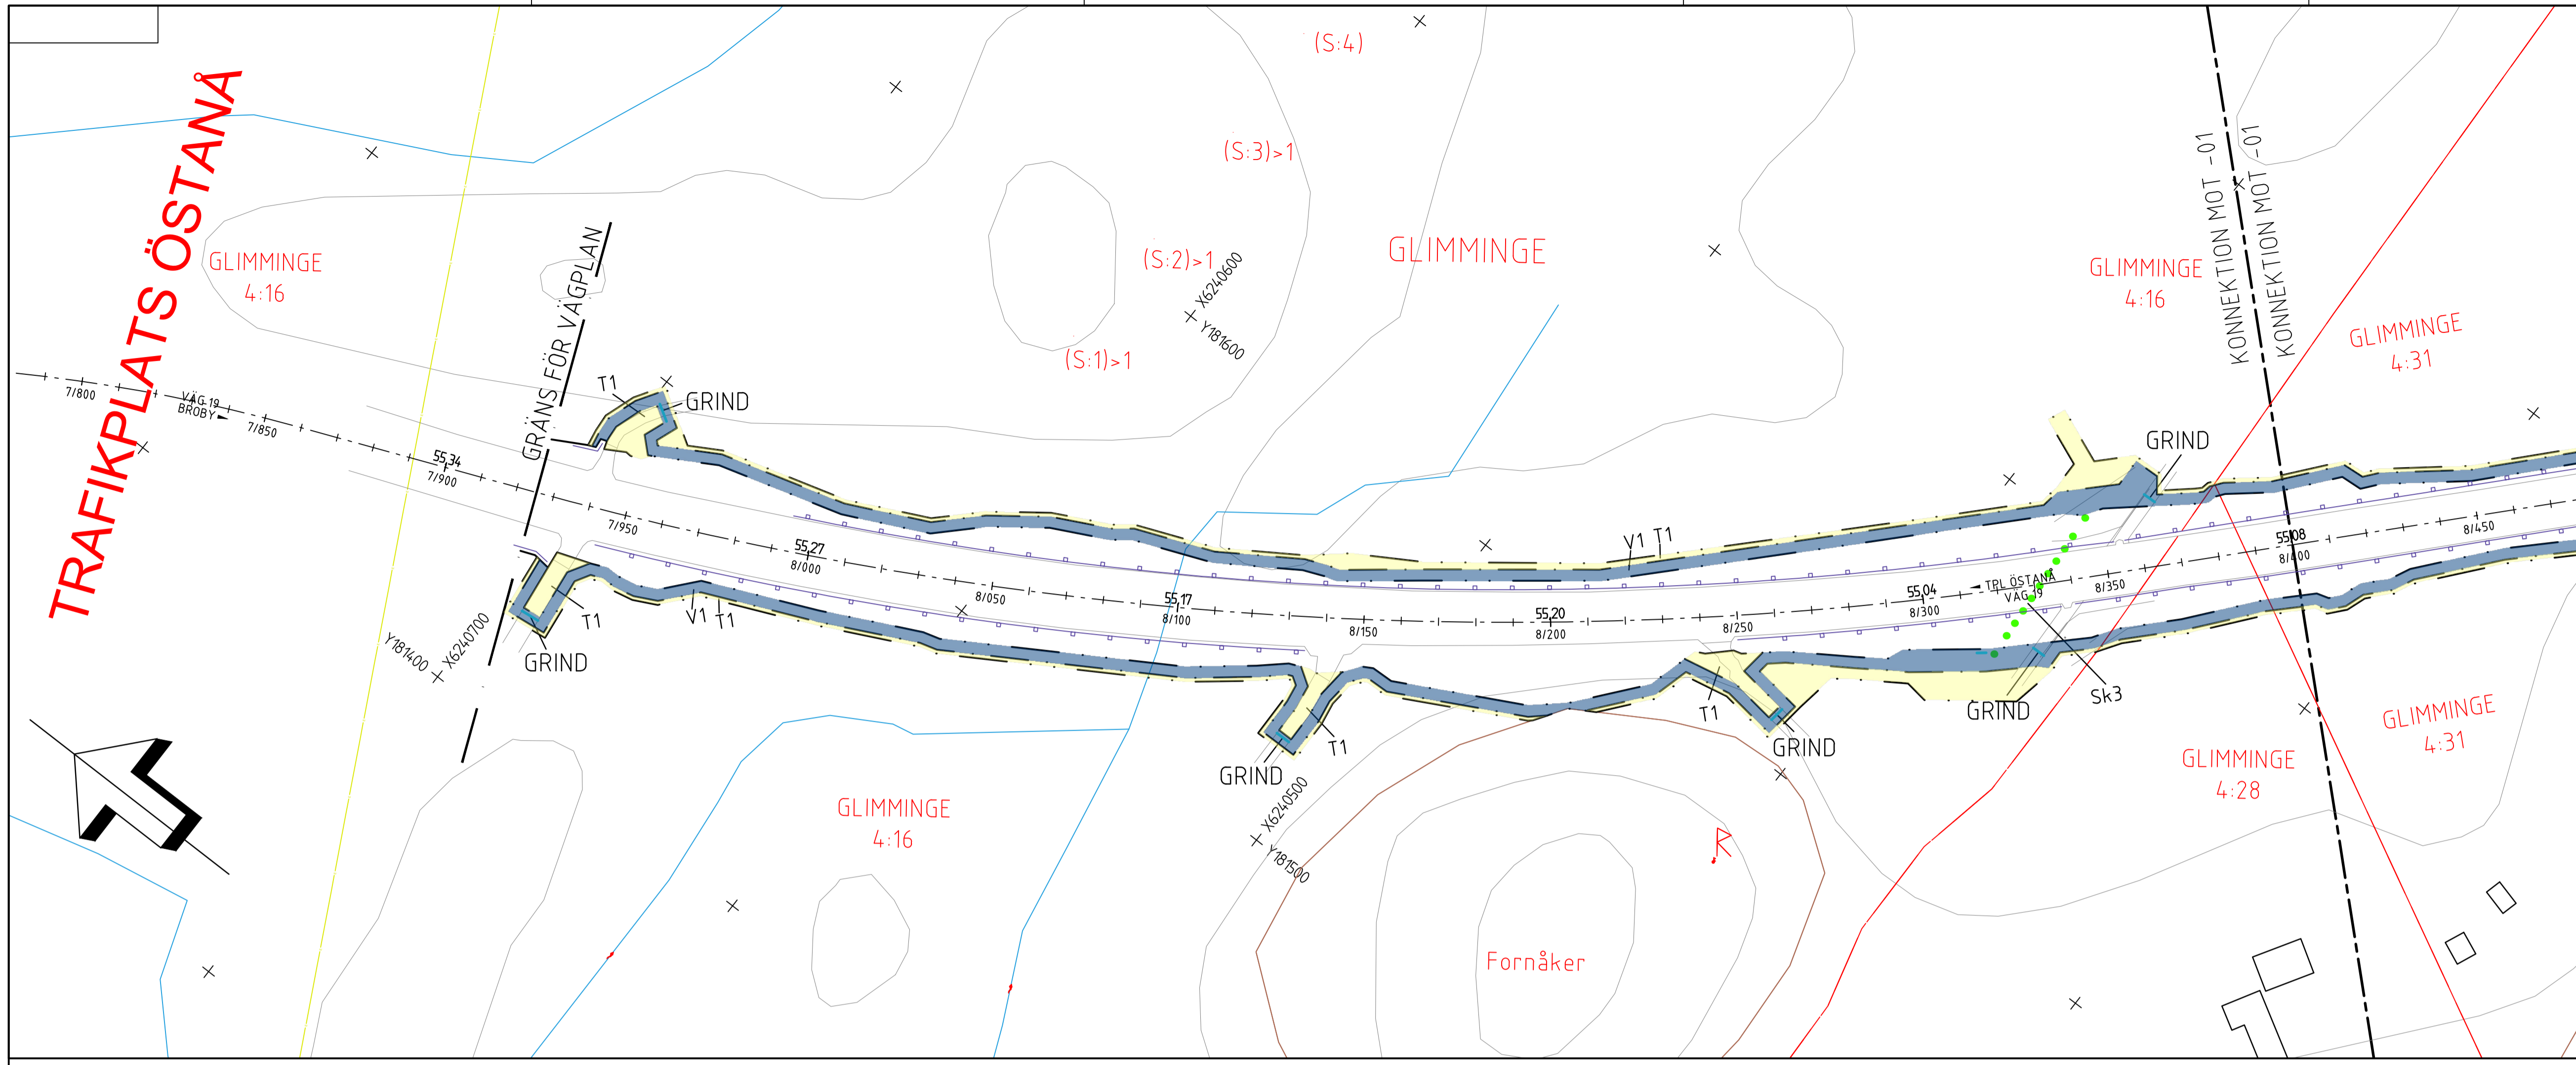 TRAFIKPLATS ÖSTANÅ
(S:4)
(S:3)>1
(S:2)>1
(S:1)>1
X6240600
Y181600
GLIMMINGE
GLIMMINGE
4:16
GRÄNS FÖR VÄGPLAN
GLIMMINGE
4:16
KONNEKTION MOT -01
KONNEKTION MOT -01
GLIMMINGE
4:31
7/800
VÄG 19
BROBY
7/850
55,34
7/900
T1
GRIND
7/950
55,27
8/000
8/050
55,17
8/100
8/150
55,20
8/200
V1
T1
8/250
55,04
8/300
TPL ÖSTANÅ
VÄG 19
8/350
55,08
8/400
8/450
GRIND
T1
GRIND
V1
T1
Y181400
X6240700
GRIND
T1
X6240500
Y181500
T1
GRIND
GRIND
Sk3
GLIMMINGE
4:16
GLIMMINGE
4:28
GLIMMINGE
4:31
R
Fornåker